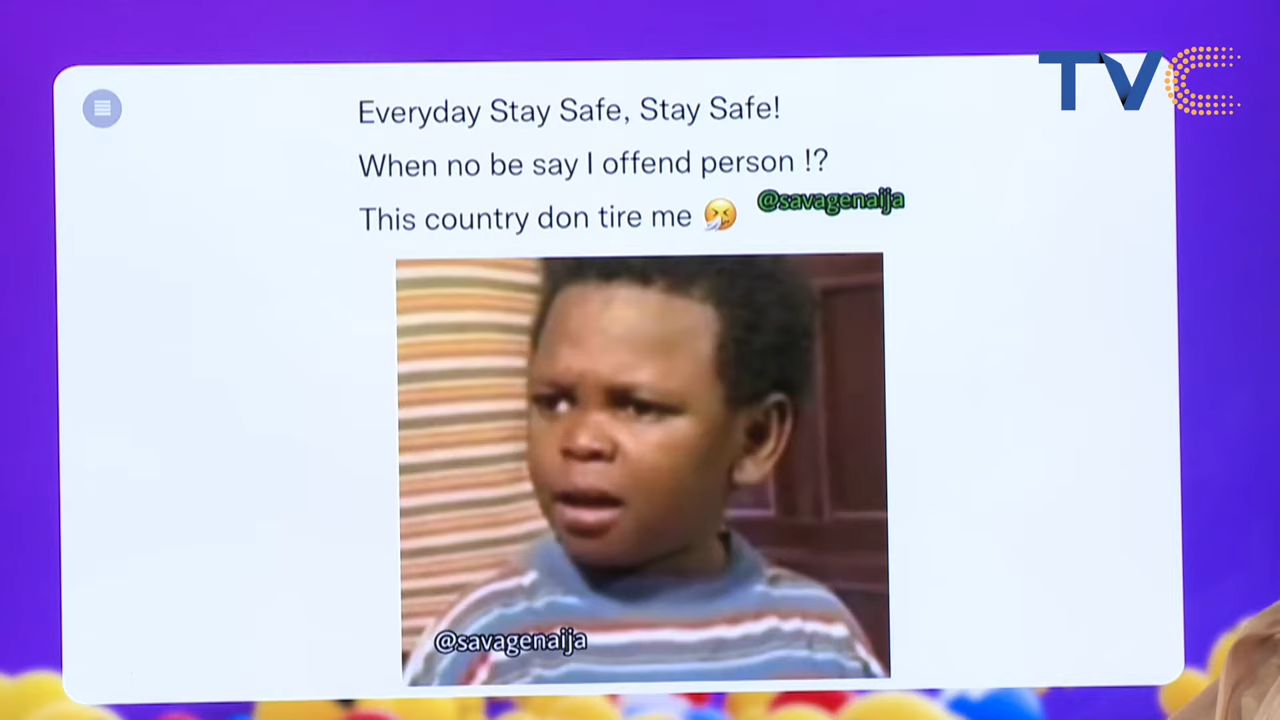 TVC
Everyday Stay Safe, Stay Safe!
When no be say I offend person !?
This country don tire me 🤧
@savagenaija
@savagenaija